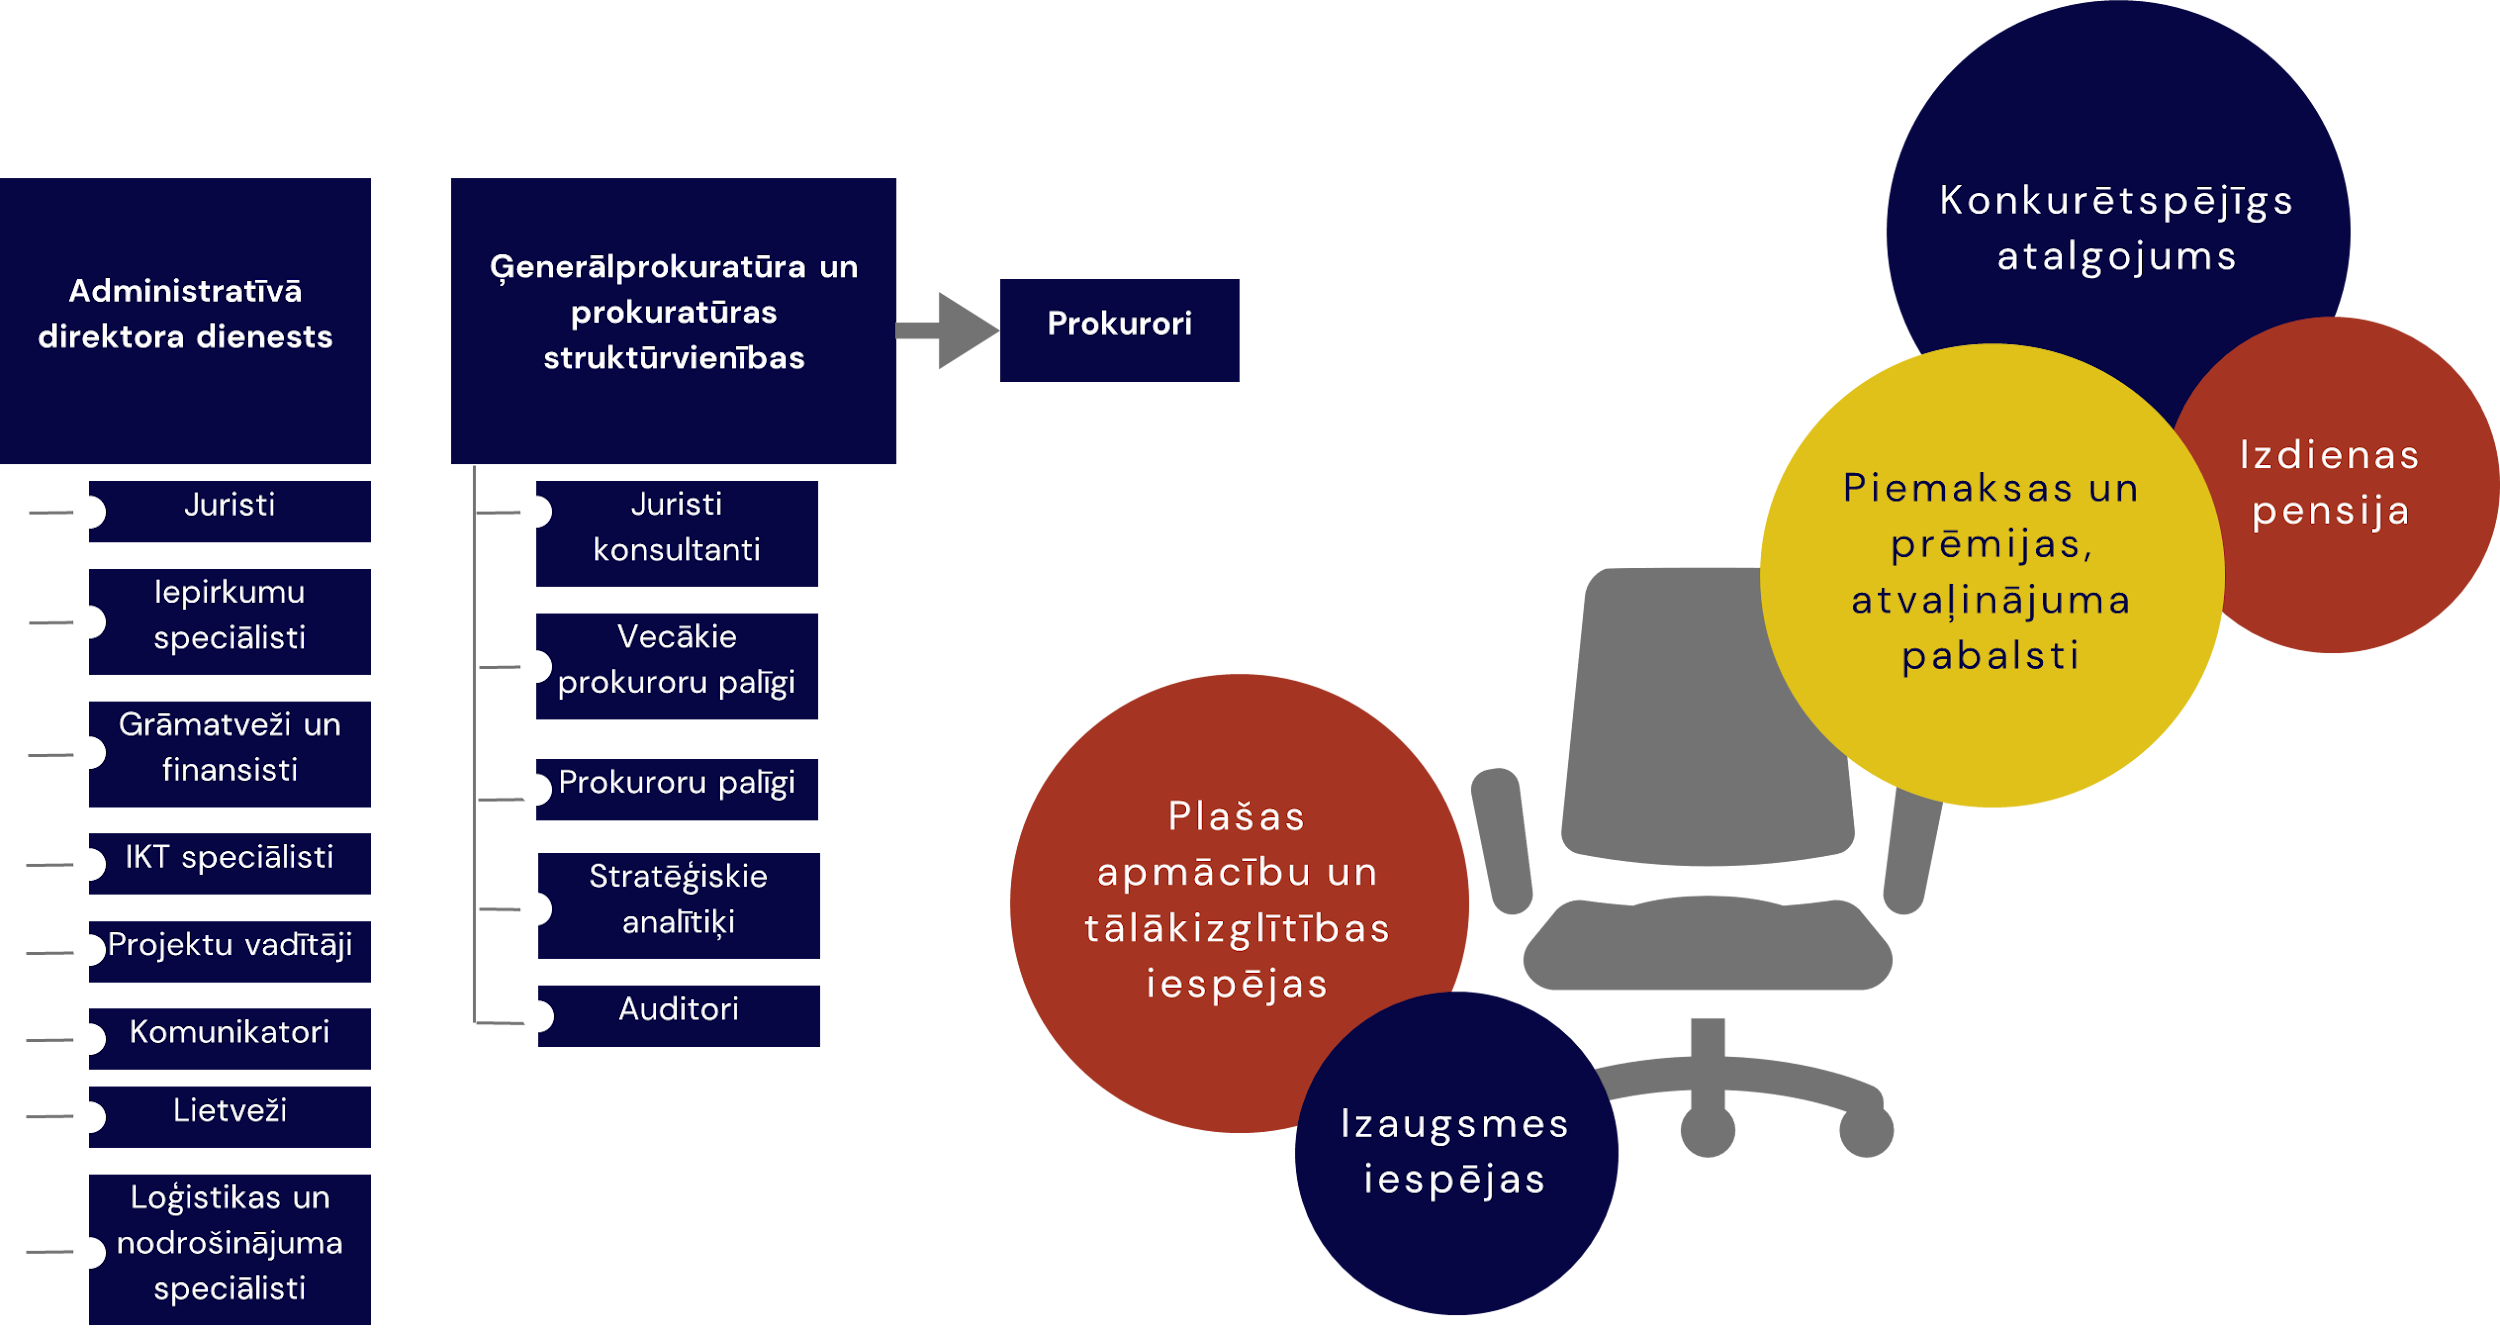 Administratīvā
direktora dienests
Juristi
Iepirkumu
speciālisti
Grāmatveži un
finansisti
IKT speciālisti
Projektu vadītāji
Komunikatori
Lietveži
Loģistikas un
nodrošinājuma
speciālisti
Ģenerālprokuratūra un
prokuratūras
struktūrvienības
Juristi
konsultanti
Vecākie
prokuroru palīgi
Prokuroru palīgi
Stratēģiskie
analītiķi
Auditori
Prokurori
Konkurētspējīgs
atalgojums
Izdienas
pensija
Piemaksas un
prēmijas,
atvaļinājuma
pabalsti
Plašas
apmācību un
tālākizglītības
iespējas
Izaugsmes
iespējas